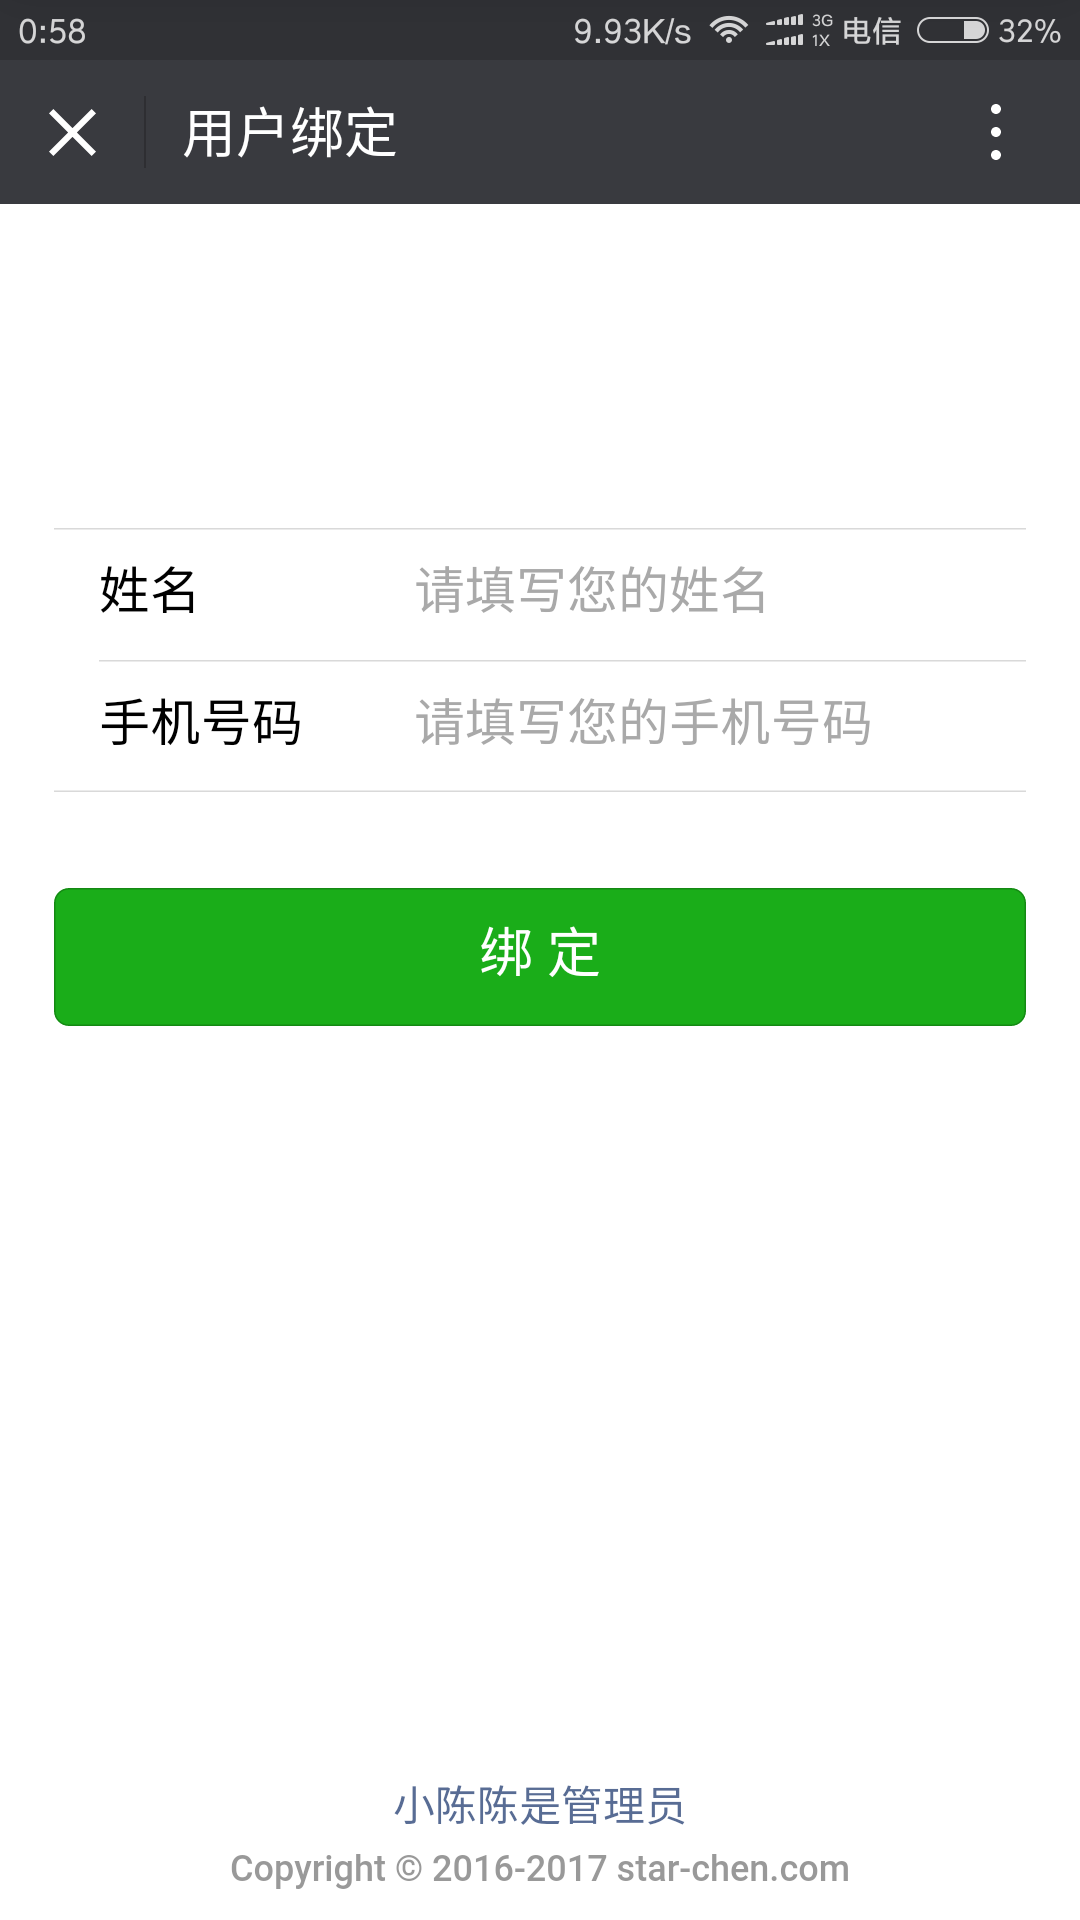 0:58 9.93K/s 3G 1X 电信 32%
用户绑定
姓名 请填写您的姓名
手机号码 请填写您的手机号码
绑 定
小陈陈是管理员
Copyright © 2016-2017 star-chen.com